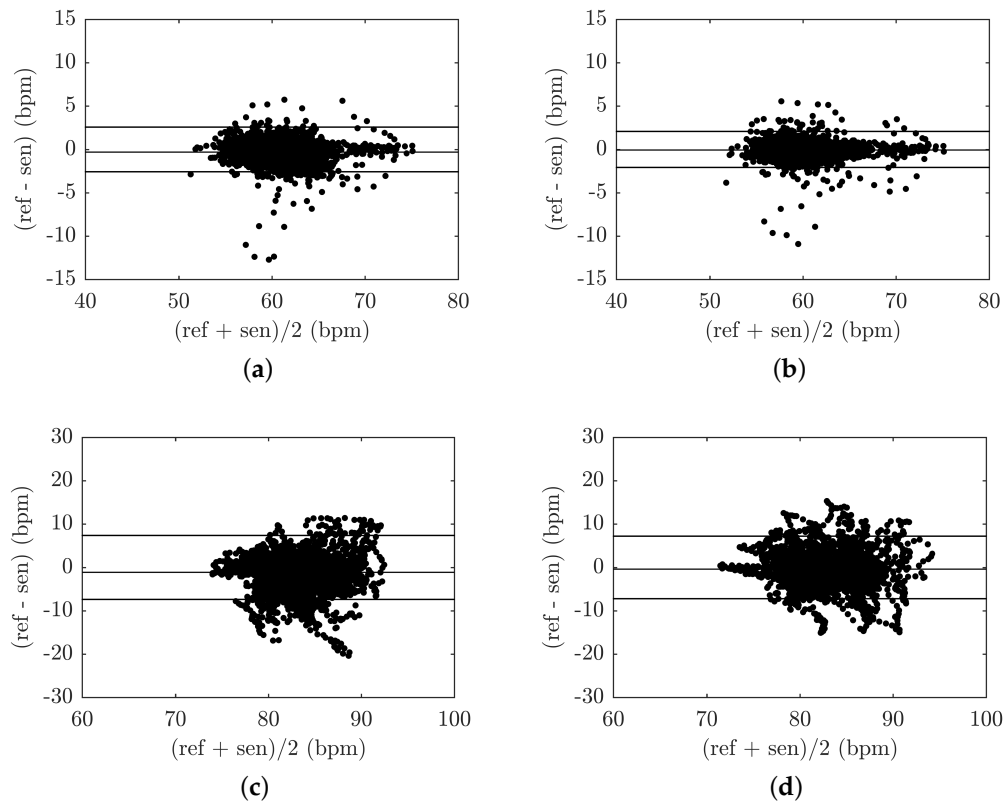 15
10
5
0
-5
-10
-15
40 50 60 70 80
(ref - sen) (bpm)
(ref + sen)/2 (bpm)
(a)
15
10
5
0
-5
-10
-15
40 50 60 70 80
(ref - sen) (bpm)
(ref + sen)/2 (bpm)
(b)
30
20
10
0
-10
-20
-30
60 70 80 90 100
(ref - sen) (bpm)
(ref + sen)/2 (bpm)
(c)
30
20
10
0
-10
-20
-30
60 70 80 90 100
(ref - sen) (bpm)
(ref + sen)/2 (bpm)
(d)